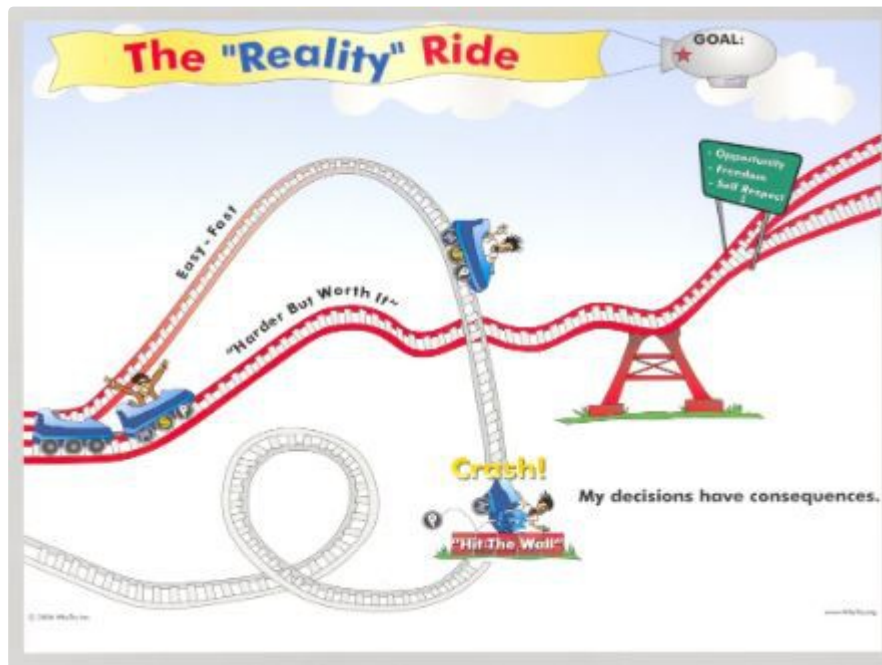 The "Reality" Ride
GOAL:
- Opportunity
- Freedom
- Self Respect
Easy - Fast
"Harder But Worth It~
Crash!
My decisions have consequences.
"Hit The Wall"